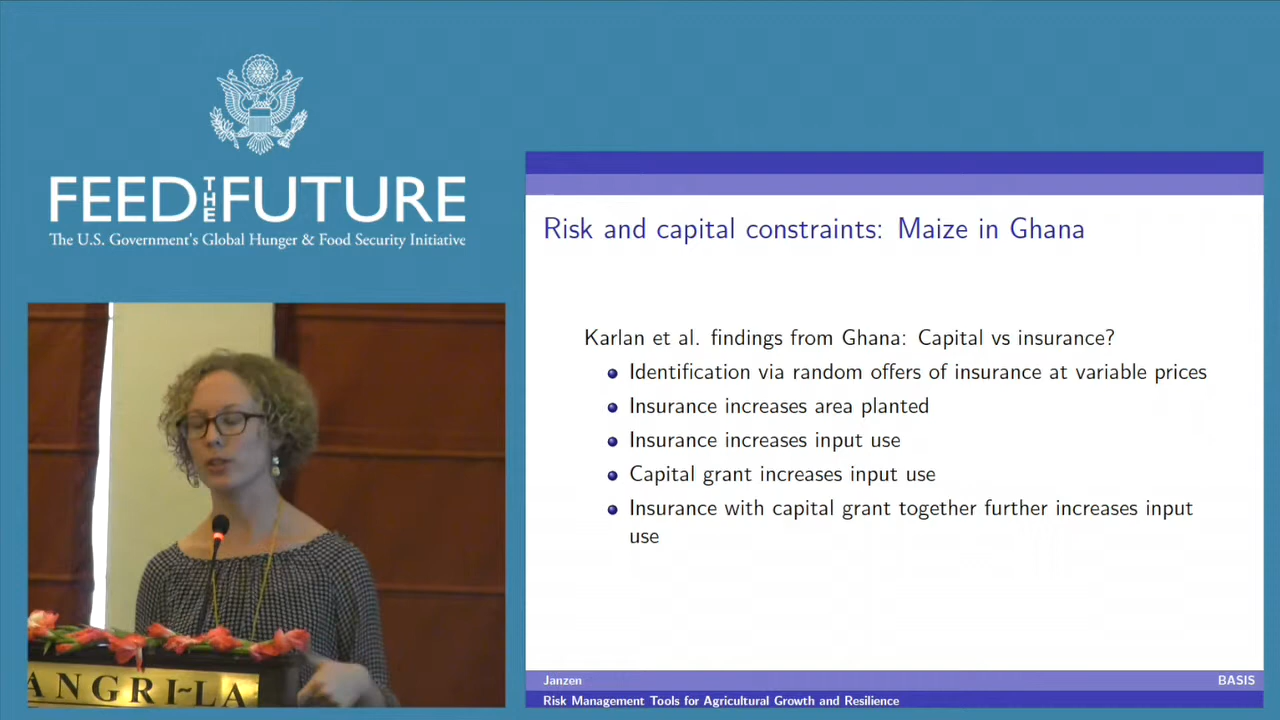 FEED THE FUTURE
The U.S. Government's Global Hunger & Food Security Initiative
Risk and capital constraints: Maize in Ghana
Karlan et al. findings from Ghana: Capital vs insurance?
Identification via random offers of insurance at variable prices
Insurance increases area planted
Insurance increases input use
Capital grant increases input use
Insurance with capital grant together further increases input
use
ANGRI~LA
Janzen
BASIS
Risk Management Tools for Agricultural Growth and Resilience